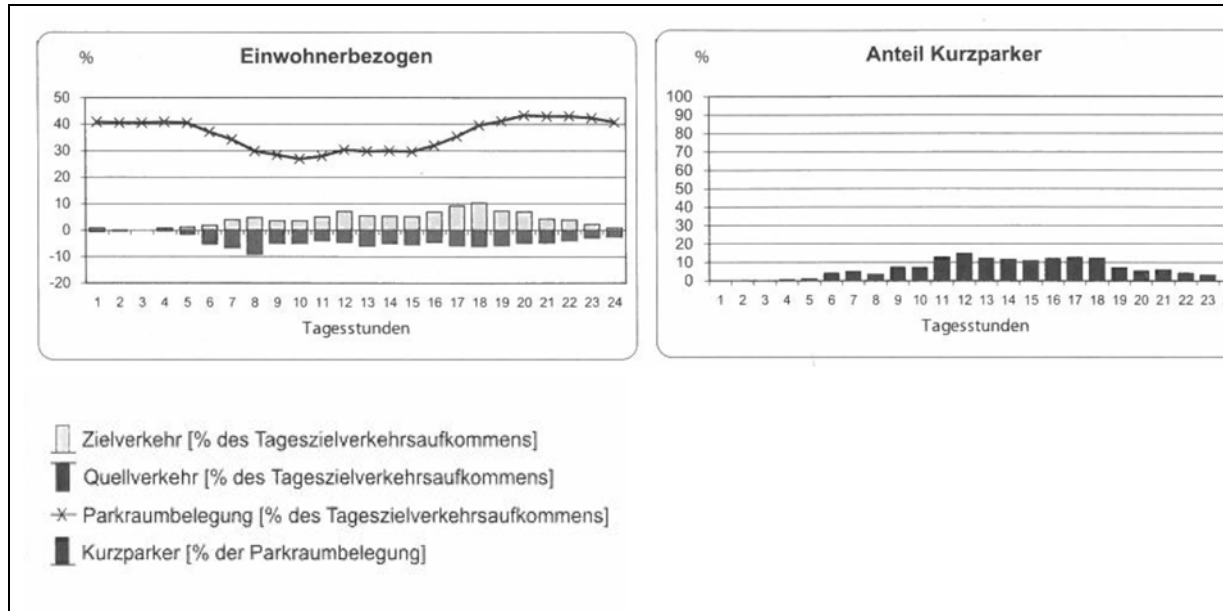 % Einwohnerbezogen
50
40
30
20
10
0
-10
-20
1 2 3 4 5 6 7 8 9 10 11 12 13 14 15 16 17 18 19 20 21 22 23 24
Tagesstunden
% Anteil Kurzparker
100
90
80
70
60
50
40
30
20
10
0
1 2 3 4 5 6 7 8 9 10 11 12 13 14 15 16 17 18 19 20 21 22 23
Tagesstunden
Zielverkehr [% des Tageszielverkehrsaufkommens]
Quellverkehr [% des Tageszielverkehrsaufkommens]
Parkraumbelegung [% des Tageszielverkehrsaufkommens]
Kurzparker [% der Parkraumbelegung]